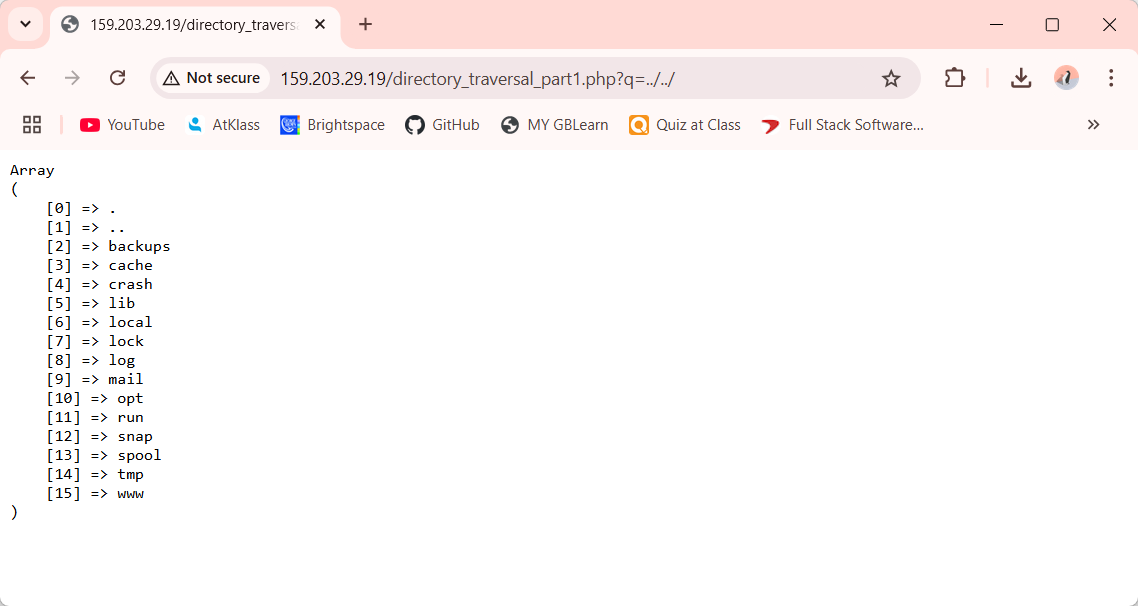 159.203.29.19/directory_travers
Not secure 159.203.29.19/directory_traversal_part1.php?q=../../
YouTube AtKlass Brightspace GitHub MY GBLearn Quiz at Class Full Stack Software...
Array
(
    [0] => .
    [1] => ..
    [2] => backups
    [3] => cache
    [4] => crash
    [5] => lib
    [6] => local
    [7] => lock
    [8] => log
    [9] => mail
    [10] => opt
    [11] => run
    [12] => snap
    [13] => spool
    [14] => tmp
    [15] => www
)